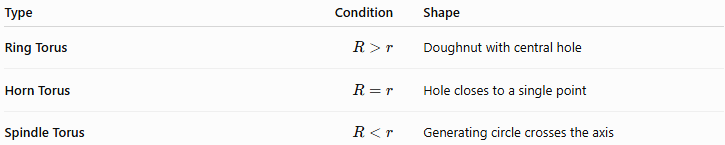 Type Condition Shape
Ring Torus R > r Doughnut with central hole
Horn Torus R = r Hole closes to a single point
Spindle Torus R < r Generating circle crosses the axis